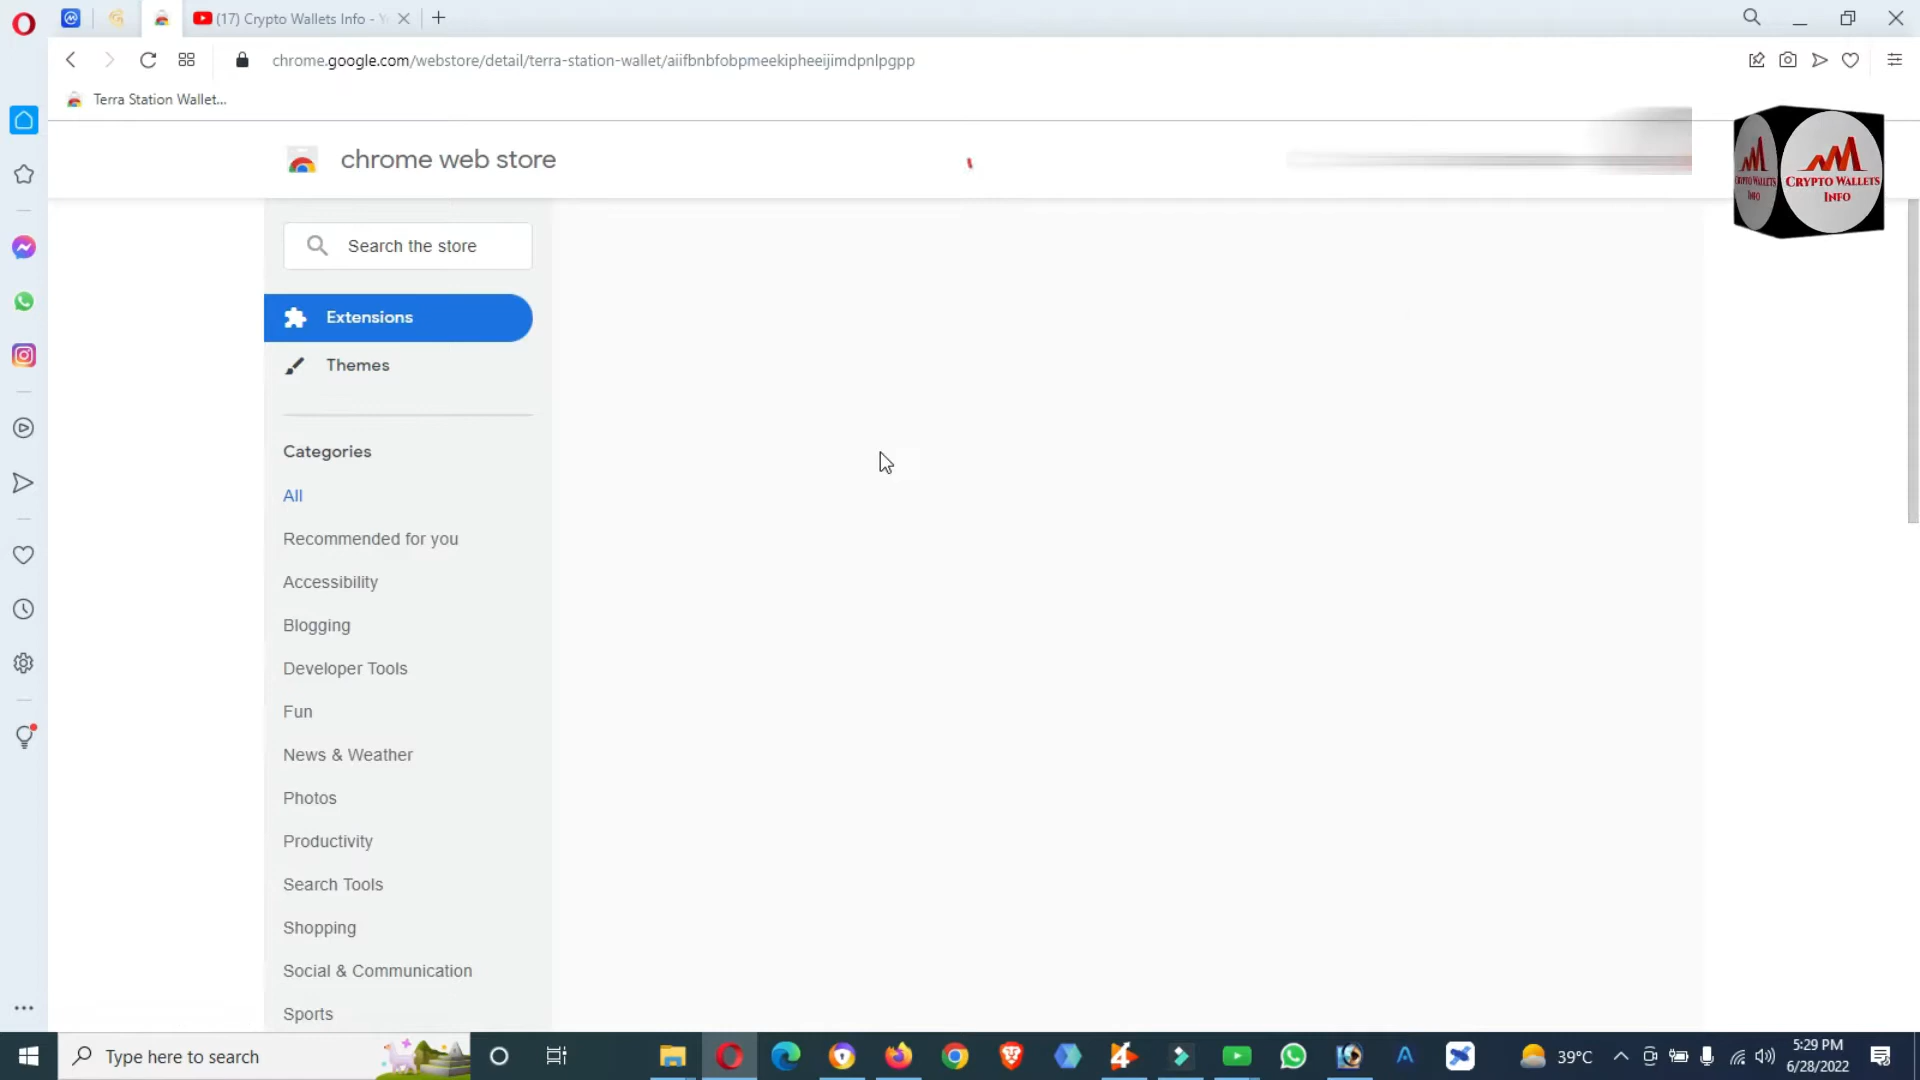 (17) Crypto Wallets Info - Y
chrome.google.com/webstore/detail/terra-station-wallet/aiifbnbfobpmeekipheeijimdpnlpgpp
Terra Station Wallet...
chrome web store
CRYPTO WALLETS
INFO
CRYPTO WALLETS
INFO
Search the store
Extensions
Themes
Categories
All
Recommended for you
Accessibility
Blogging
Developer Tools
Fun
News & Weather
Photos
Productivity
Search Tools
Shopping
Social & Communication
Sports
Type here to search
39°C
5:29 PM
6/28/2022